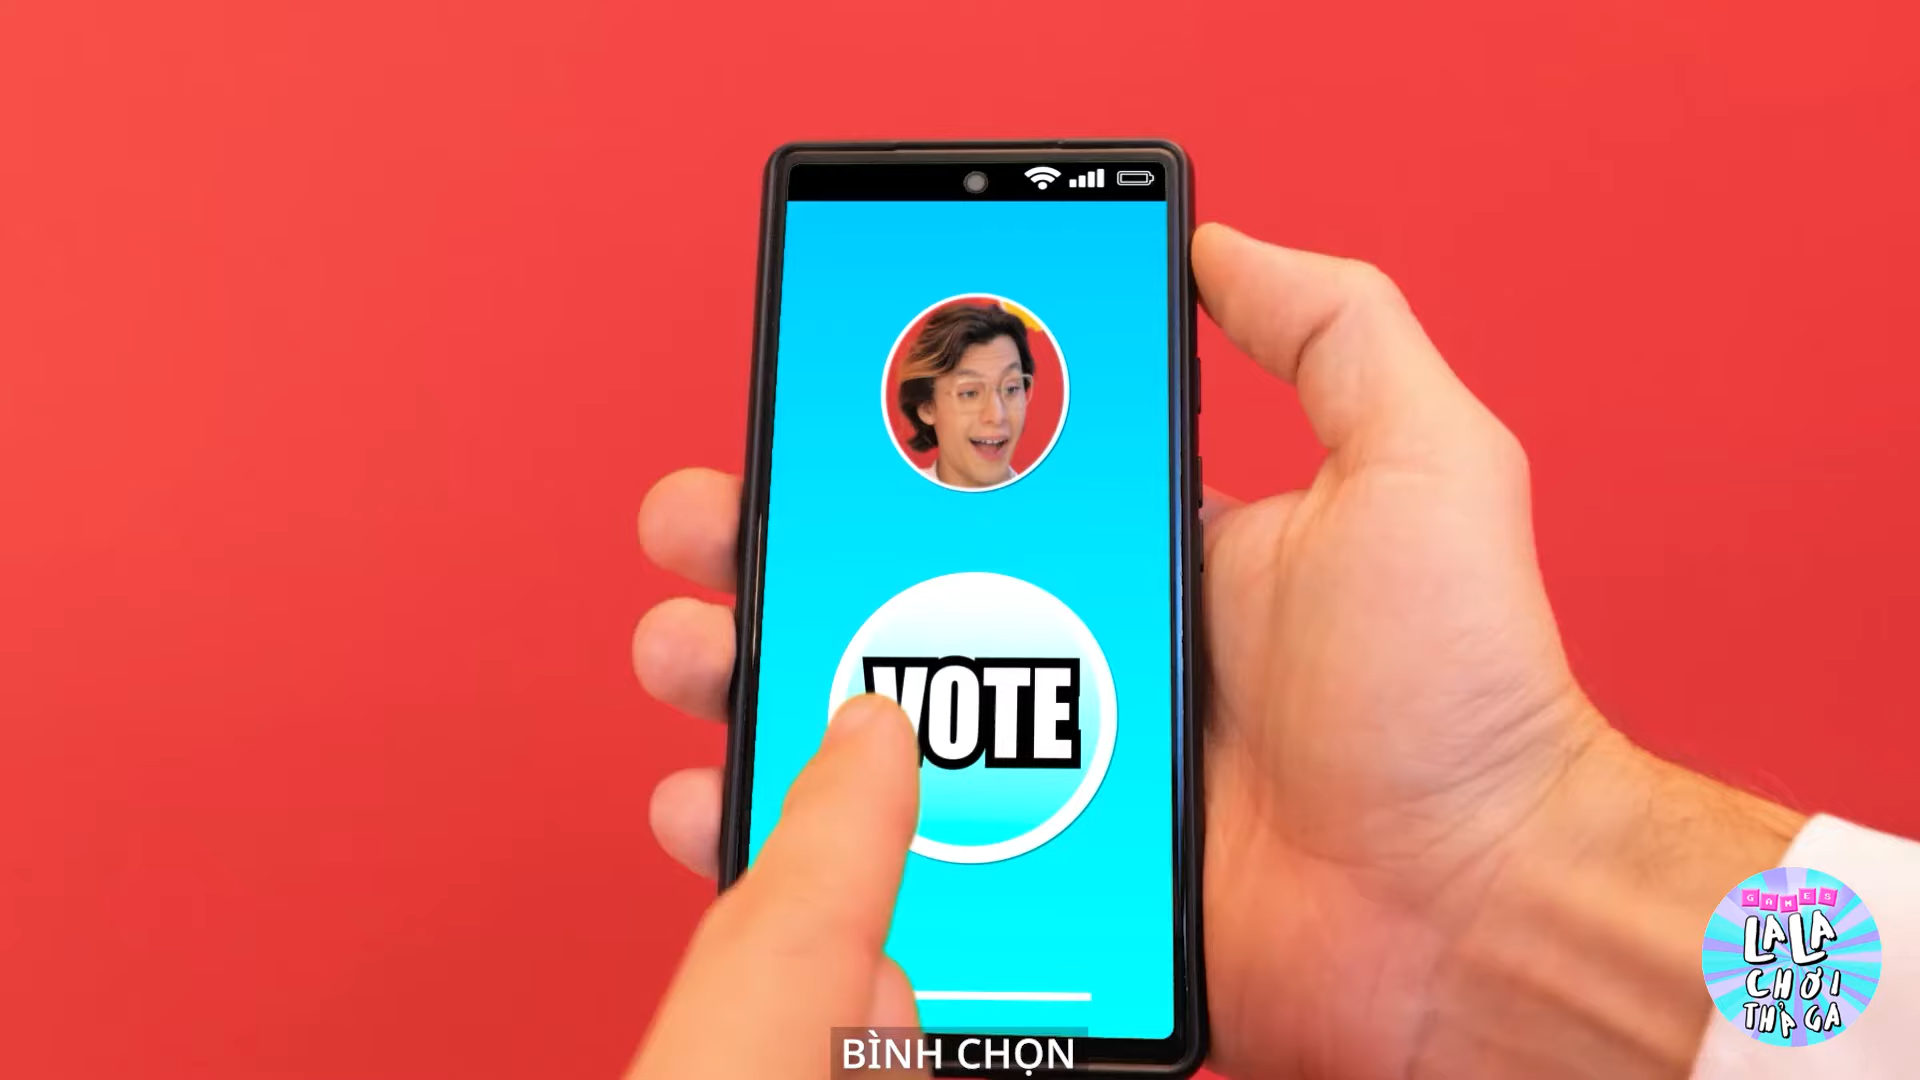 VOTE
BÌNH CHỌN
GAMES
LALA
CHƠI
THẢ GA